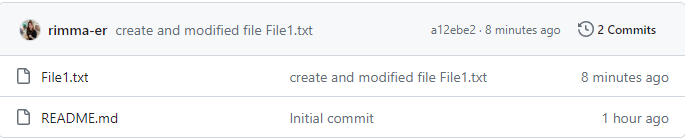 rimma-er create and modified file File1.txt a12ebe2 · 8 minutes ago 2 Commits
File1.txt create and modified file File1.txt 8 minutes ago
README.md Initial commit 1 hour ago